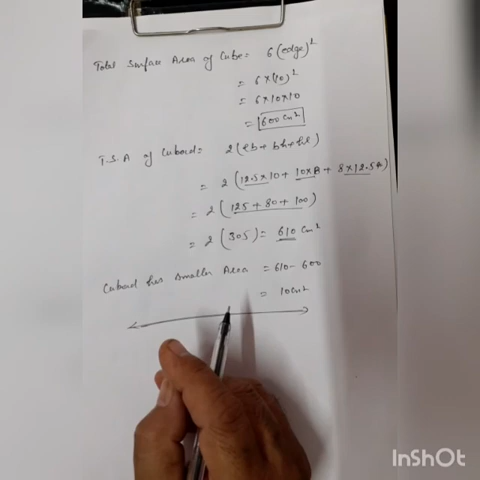 Total Surface Area of Cube = 6 (edge)²
= 6 × (10)²
= 6×10×10
= 600 cm²
T.S.A of Cuboid = 2(lb + bh + hl)
= 2 (12.5×10 + 10×8 + 8×12.5)
= 2 (125 + 80 + 100)
= 2 (305) = 610 cm²
Cuboid has smaller Area = 610 - 600
= 10 cm²
InShOt